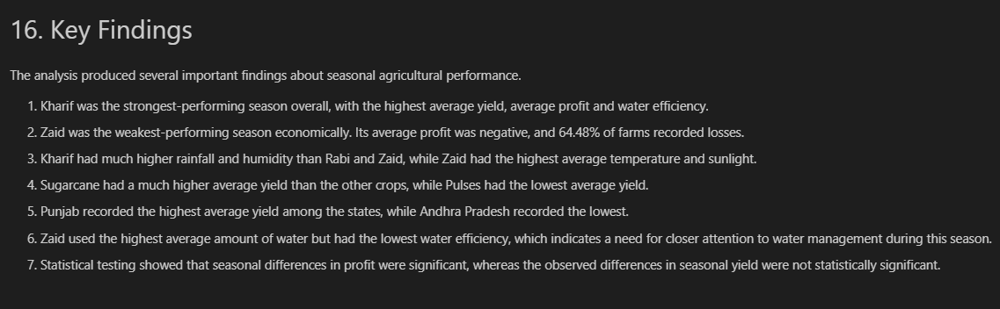 16. Key Findings
The analysis produced several important findings about seasonal agricultural performance.
1. Kharif was the strongest-performing season overall, with the highest average yield, average profit and water efficiency.
2. Zaid was the weakest-performing season economically. Its average profit was negative, and 64.48% of farms recorded losses.
3. Kharif had much higher rainfall and humidity than Rabi and Zaid, while Zaid had the highest average temperature and sunlight.
4. Sugarcane had a much higher average yield than the other crops, while Pulses had the lowest average yield.
5. Punjab recorded the highest average yield among the states, while Andhra Pradesh recorded the lowest.
6. Zaid used the highest average amount of water but had the lowest water efficiency, which indicates a need for closer attention to water management during this season.
7. Statistical testing showed that seasonal differences in profit were significant, whereas the observed differences in seasonal yield were not statistically significant.